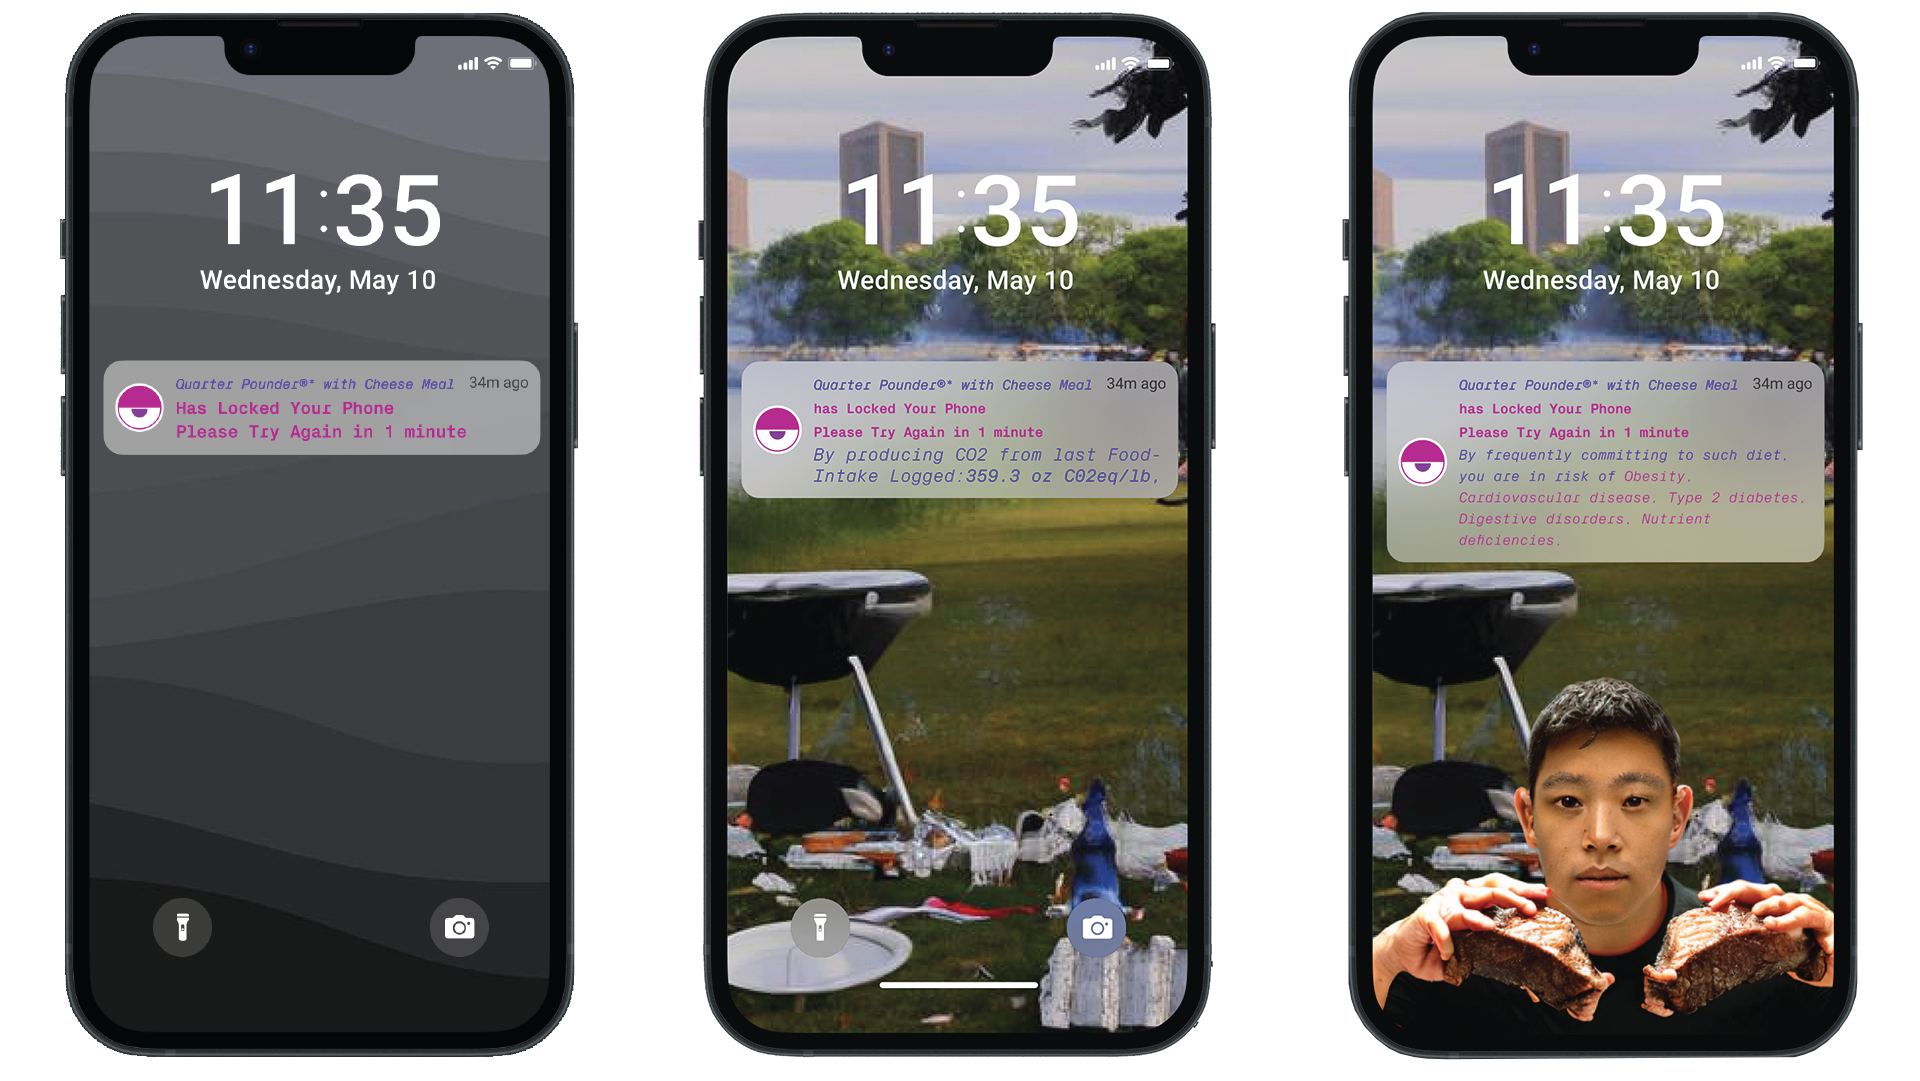 11:35
Wednesday, May 10
Quarter Pounder®* with Cheese Meal 34m ago
Has Locked Your Phone
Please Try Again in 1 minute
11:35
Wednesday, May 10
Quarter Pounder®* with Cheese Meal 34m ago
has Locked Your Phone
Please Try Again in 1 minute
By producing CO2 from last Food-
Intake Logged:359.3 oz C02eq/lb,
11:35
Wednesday, May 10
Quarter Pounder®* with Cheese Meal 34m ago
has Locked Your Phone
Please Try Again in 1 minute
By frequently committing to such diet,
you are in risk of Obesity,
Cardiovascular disease, Type 2 diabetes,
Digestive disorders, Nutrient
deficiencies,